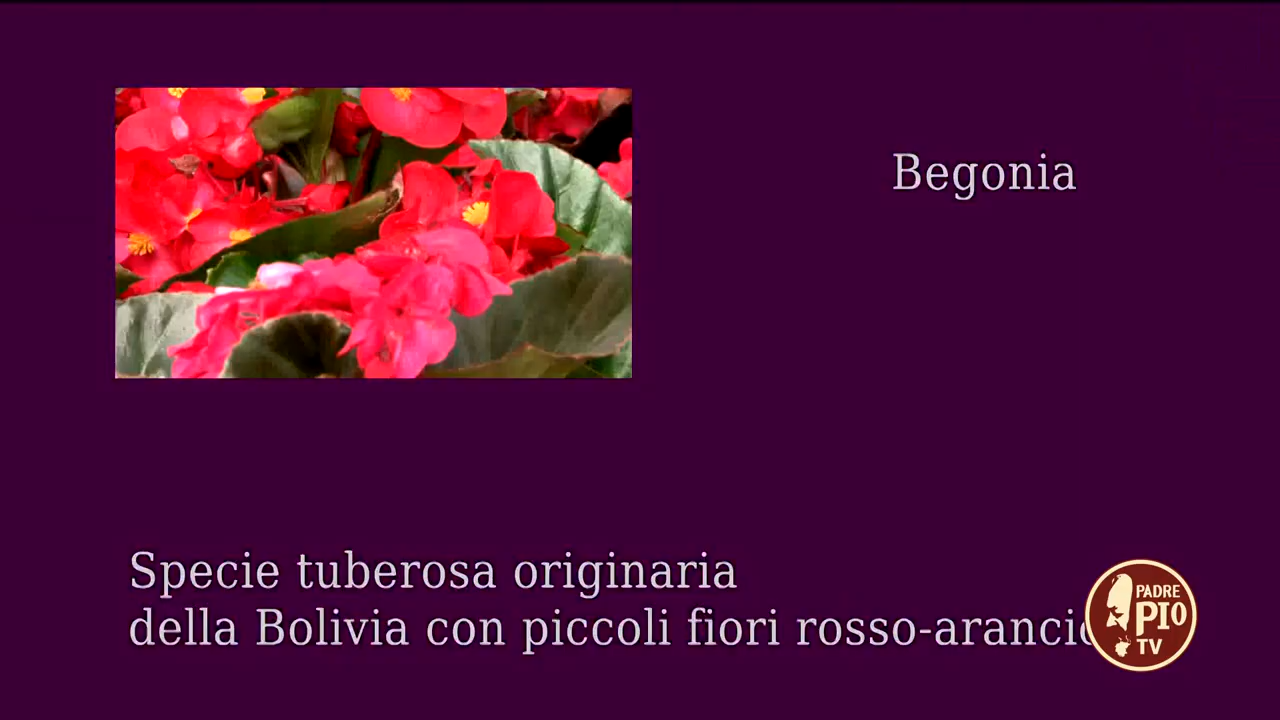 Begonia
Specie tuberosa originaria
della Bolivia con piccoli fiori rosso-arancio
PADRE
PIO
TV